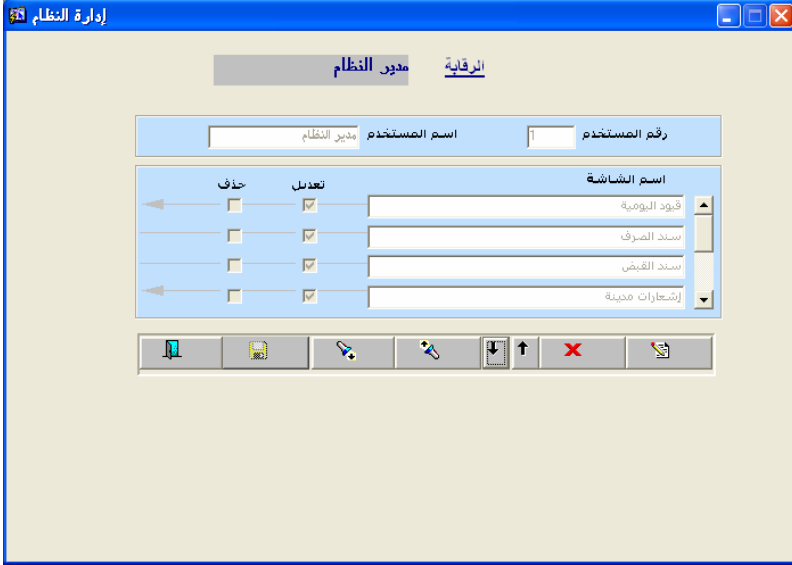 إدارة النظام
الرقابة مدير النظام
رقم المستخدم 1 اسم المستخدم مدير النظام
اسم الشاشة تعديل حذف
قيود اليومية
سند الصرف
سند القبض
إشعارات مدينة